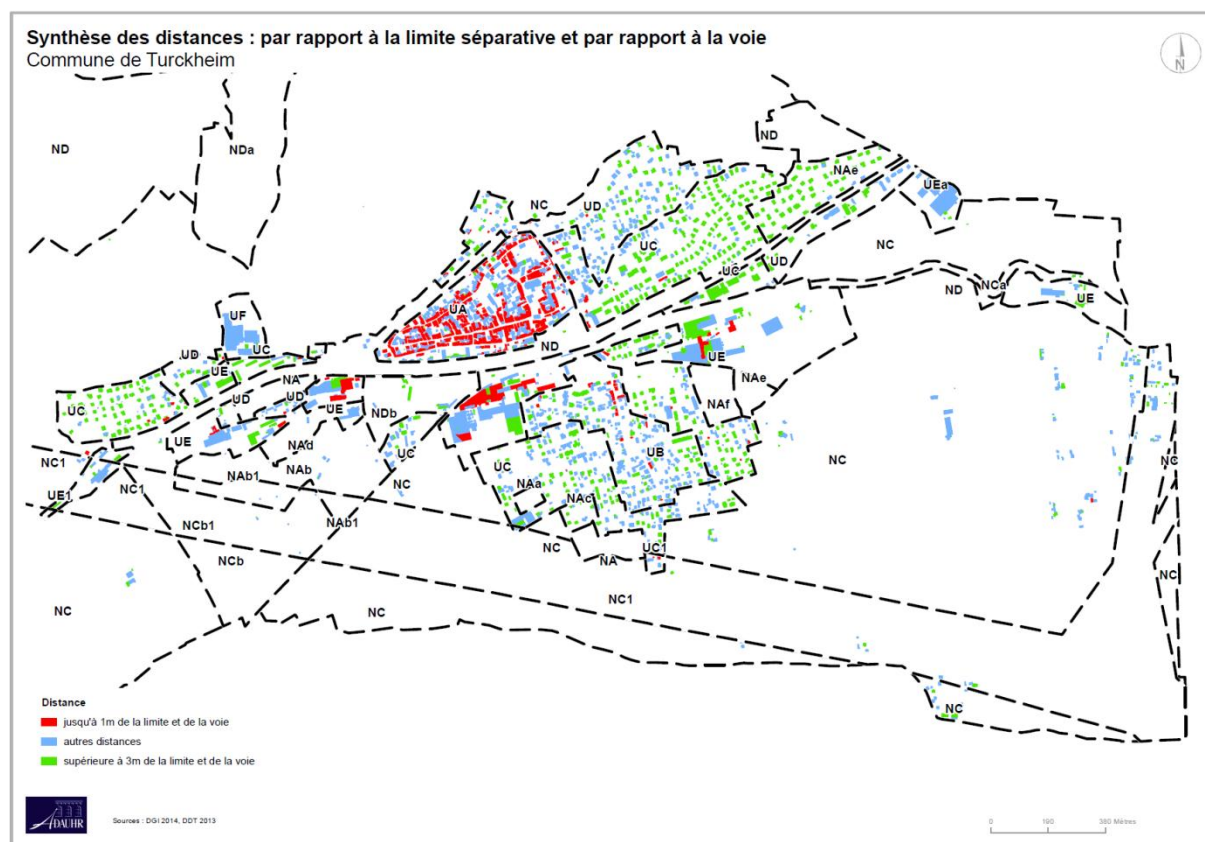 Synthèse des distances : par rapport à la limite séparative et par rapport à la voie
Commune de Turckheim
N
ND
NDa
ND
NAe
UEa
NC
UD
UC
NC
UC
UD
ND
NCa
UE
UA
UF
UC
ND
UE
NAe
UD
UE
NA
UD
UD
UC
UE
NDb
NAf
UE
NAd
UC
UB
NC1
NAb
NAb1
NC
UC
NAa
NAc
NC
NC
UE1
NC1
NCb1
NAb1
NC
NA
UC1
NCb
NC
NC1
NC
NC
Distance
jusqu'à 1m de la limite et de la voie
autres distances
supérieure à 3m de la limite et de la voie
ADAUHR
Sources : DGI 2014, DDT 2013
0 190 380 Mètres